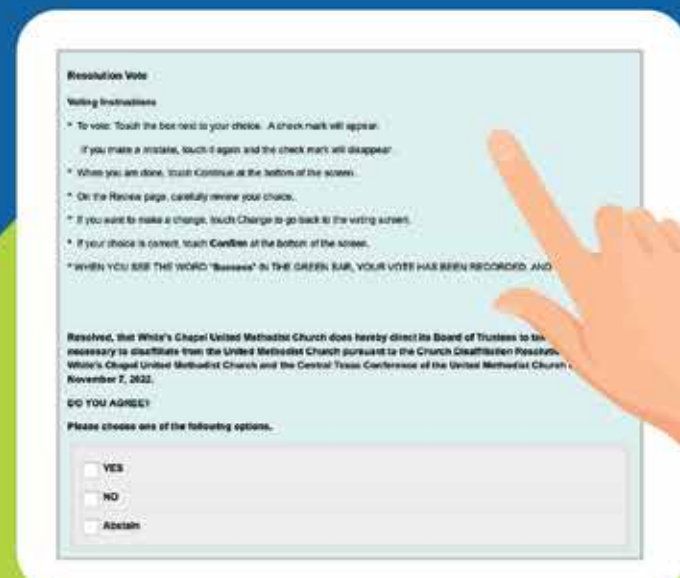 Resolution Vote
Voting Instructions
* To vote: Touch the box next to your choice. A check mark will appear.
If you make a mistake, touch it again and the check mark will disappear.
* When you are done, touch Continue at the bottom of the screen.
* On the Review page, carefully review your choice.
* If you want to make a change, touch Change to go back to the voting screen.
* If your choice is correct, touch Confirm at the bottom of the screen.
* WHEN YOU SEE THE WORD "Success" IN THE GREEN BAR, YOUR VOTE HAS BEEN RECORDED, AND
Resolved, that White's Chapel United Methodist Church does hereby direct its Board of Trustees to
necessary to disaffiliate from the United Methodist Church pursuant to the Church Disaffiliation
White's Chapel United Methodist Church and the Central Texas Conference of the United Methodist Church
November 7, 2022.
DO YOU AGREE?
Please choose one of the following options.
YES
NO
Abstain